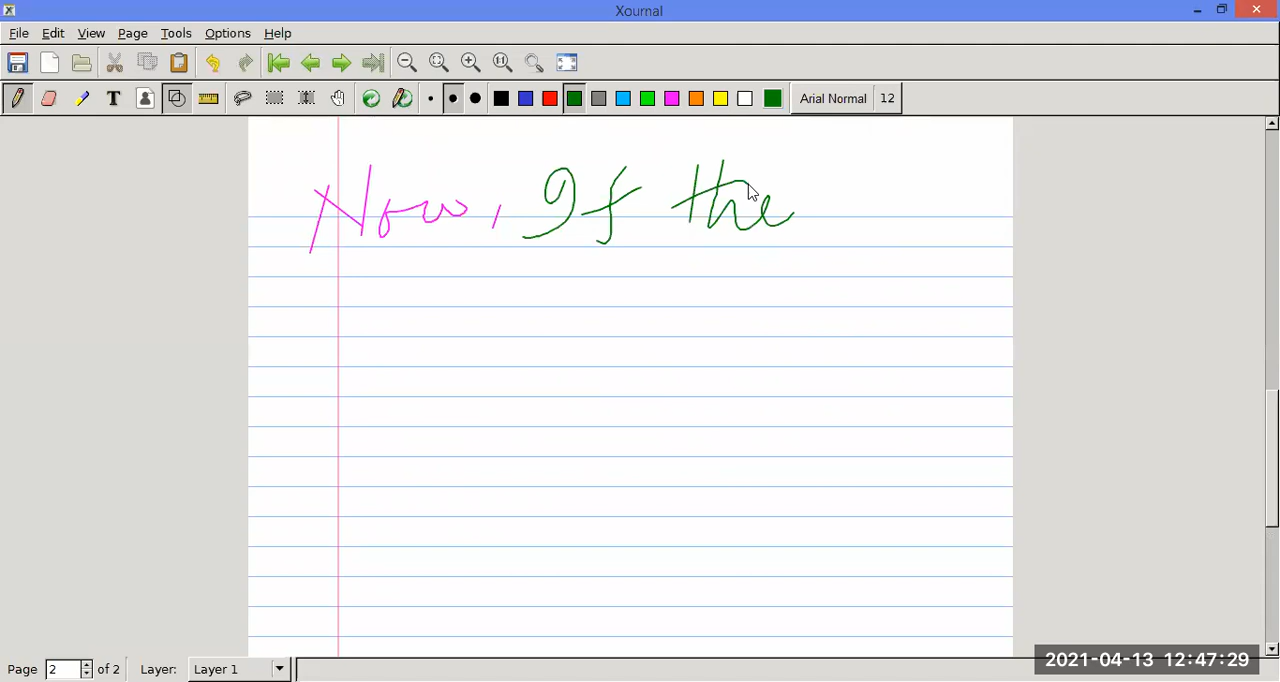 Xournal
File Edit View Page Tools Options Help
T Arial Normal 12
Now, If the
Page 2 of 2 Layer: Layer 1
2021-04-13 12:47:29